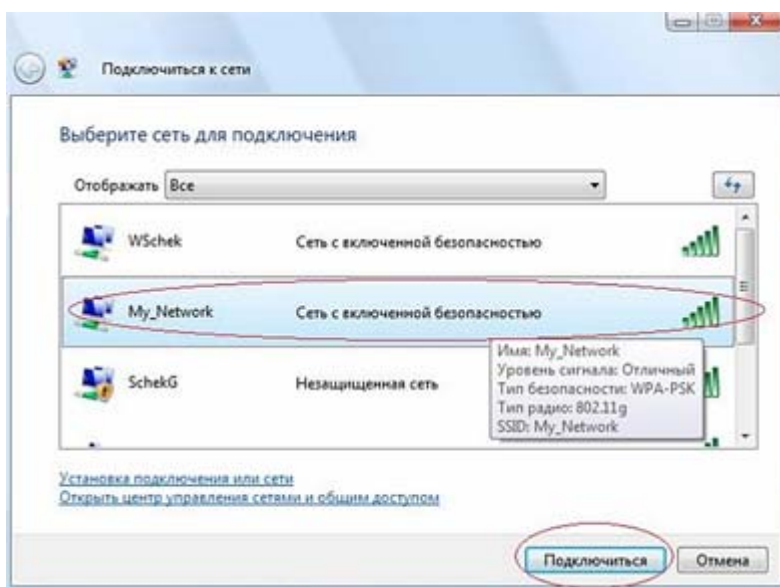 Подключиться к сети
Выберите сеть для подключения
Отображать Все
WSchek Сеть с включенной безопасностью
My_Network Сеть с включенной безопасностью
Имя: My_Network
Уровень сигнала: Отличный
Тип безопасности: WPA-PSK
Тип радио: 802.11g
SSID: My_Network
SchekG Незащищенная сеть
Установка подключения или сети
Открыть центр управления сетями и общим доступом
Подключиться Отмена